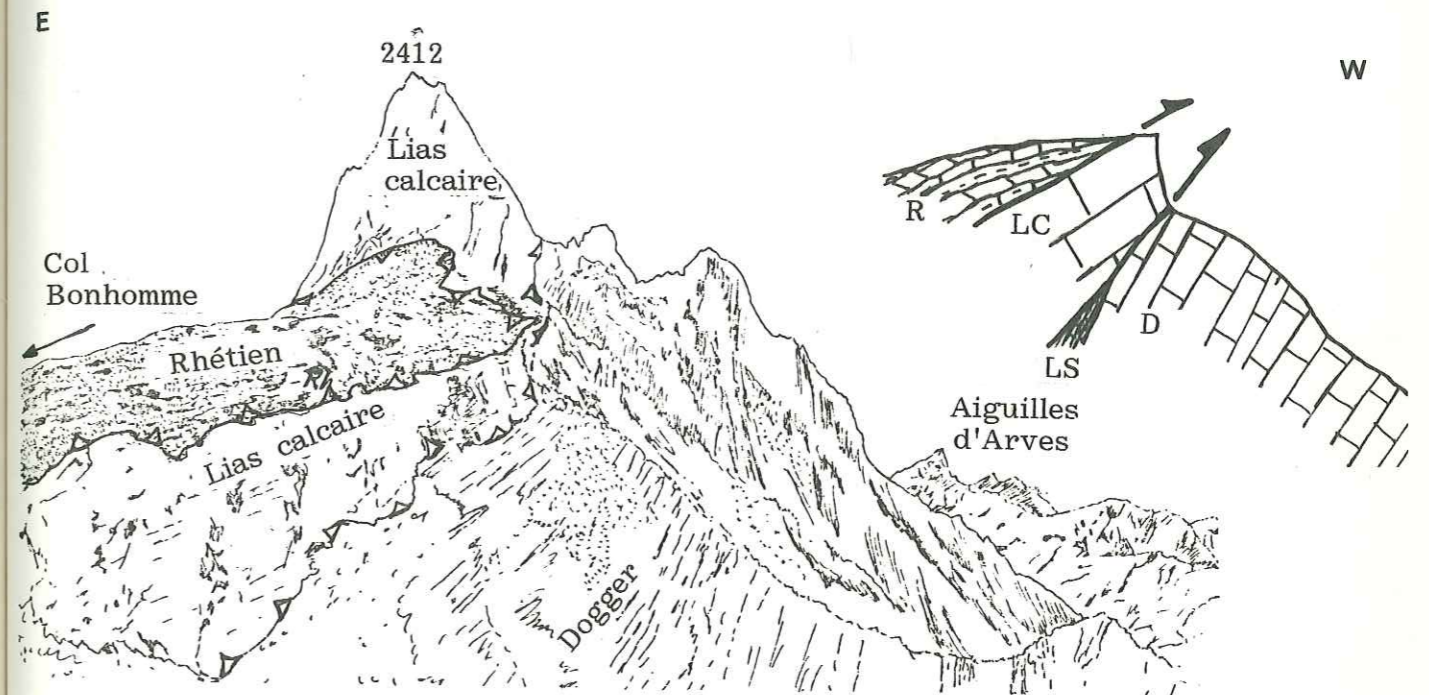 E
2412
W
Lias
calcaire
R
LC
Col
Bonhomme
D
Rhétien
LS
Lias calcaire
Aiguilles
d'Arves
Dogger